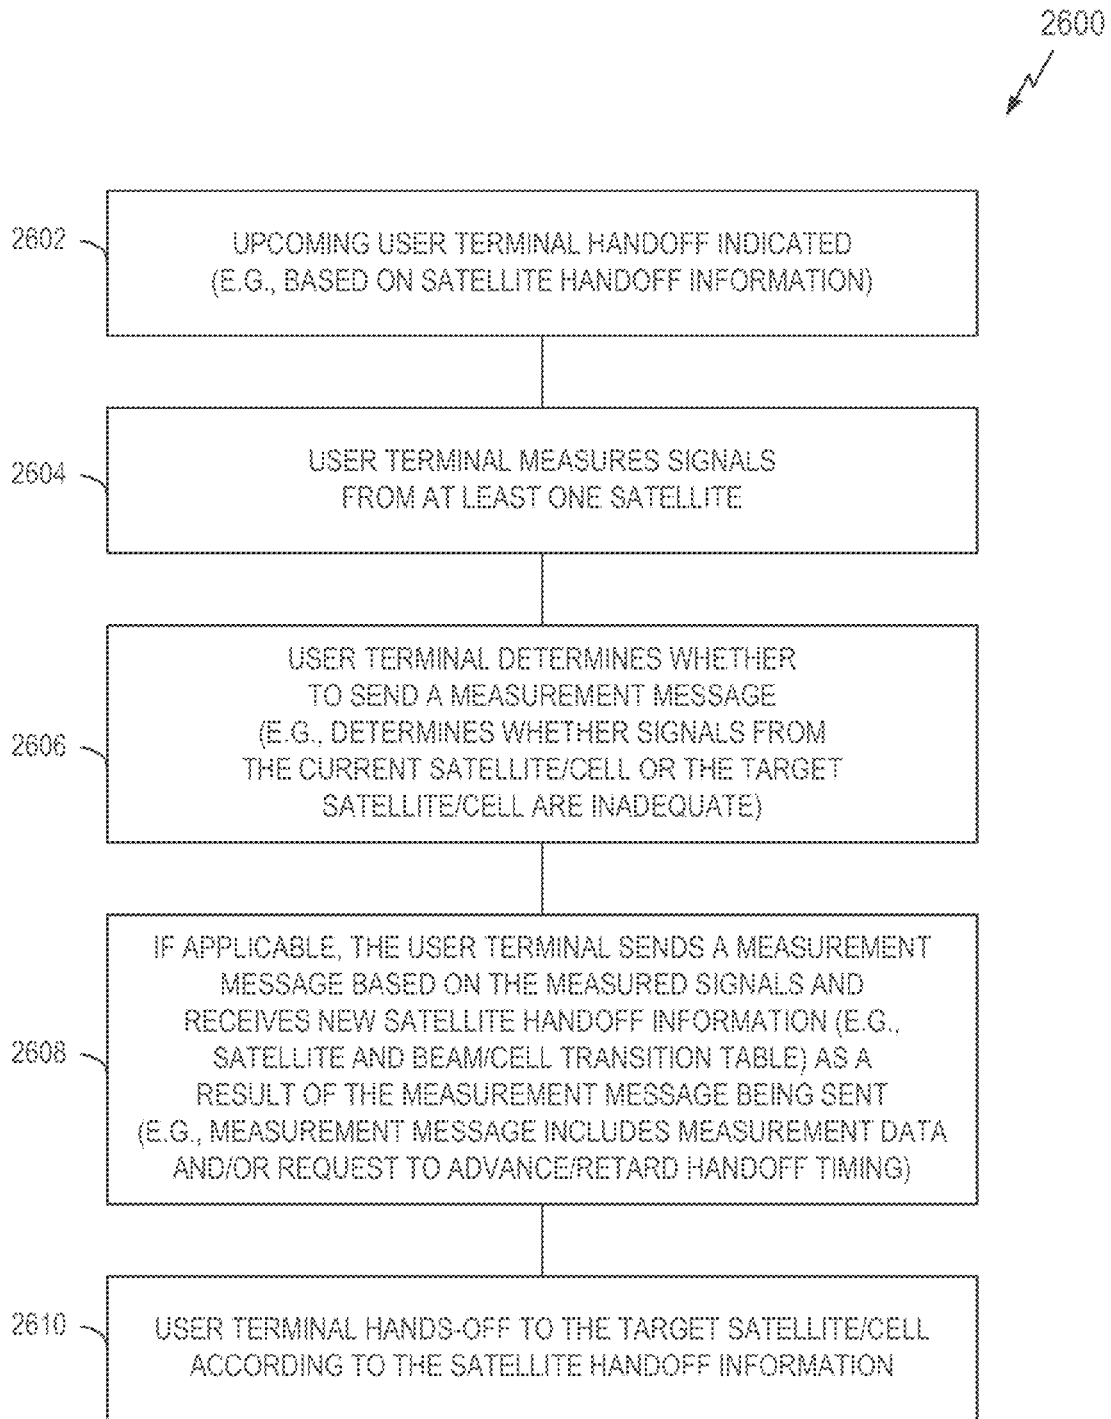 2600
2602
UPCOMING USER TERMINAL HANDOFF INDICATED
(E.G., BASED ON SATELLITE HANDOFF INFORMATION)
2604
USER TERMINAL MEASURES SIGNALS
FROM AT LEAST ONE SATELLITE
2606
USER TERMINAL DETERMINES WHETHER
TO SEND A MEASUREMENT MESSAGE
(E.G., DETERMINES WHETHER SIGNALS FROM
THE CURRENT SATELLITE/CELL OR THE TARGET
SATELLITE/CELL ARE INADEQUATE)
2608
IF APPLICABLE, THE USER TERMINAL SENDS A MEASUREMENT
MESSAGE BASED ON THE MEASURED SIGNALS AND
RECEIVES NEW SATELLITE HANDOFF INFORMATION (E.G.,
SATELLITE AND BEAM/CELL TRANSITION TABLE) AS A
RESULT OF THE MEASUREMENT MESSAGE BEING SENT
(E.G., MEASUREMENT MESSAGE INCLUDES MEASUREMENT DATA
AND/OR REQUEST TO ADVANCE/RETARD HANDOFF TIMING)
2610
USER TERMINAL HANDS-OFF TO THE TARGET SATELLITE/CELL
ACCORDING TO THE SATELLITE HANDOFF INFORMATION